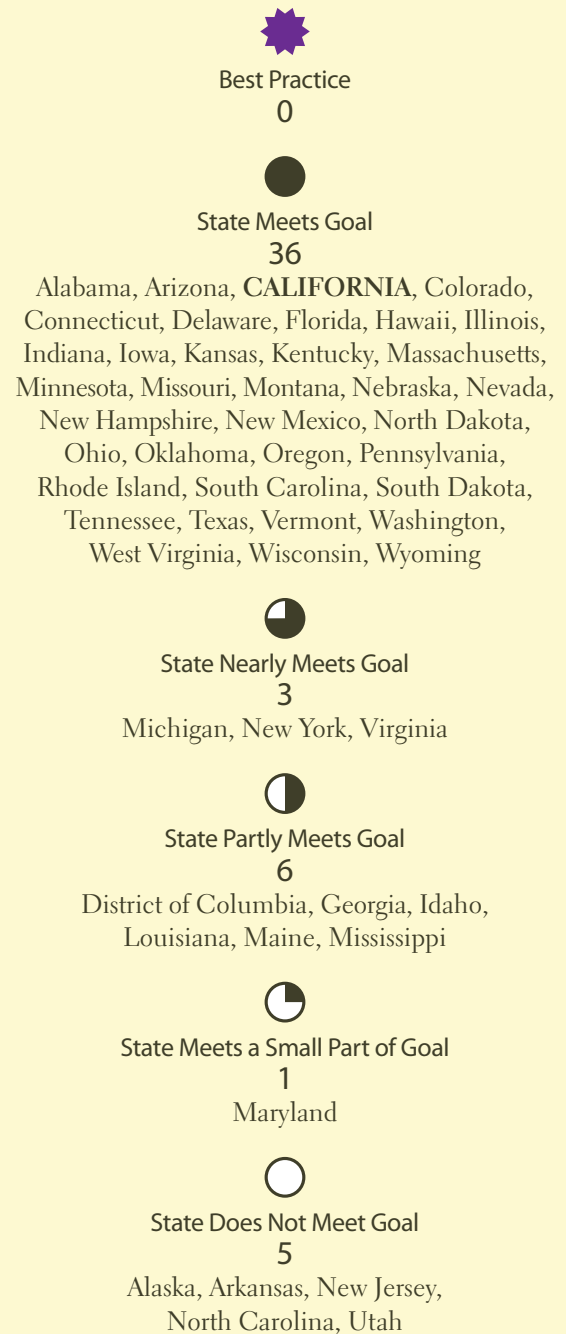 Best Practice
0
State Meets Goal
36
Alabama, Arizona, CALIFORNIA, Colorado,
Connecticut, Delaware, Florida, Hawaii, Illinois,
Indiana, Iowa, Kansas, Kentucky, Massachusetts,
Minnesota, Missouri, Montana, Nebraska, Nevada,
New Hampshire, New Mexico, North Dakota,
Ohio, Oklahoma, Oregon, Pennsylvania,
Rhode Island, South Carolina, South Dakota,
Tennessee, Texas, Vermont, Washington,
West Virginia, Wisconsin, Wyoming
State Nearly Meets Goal
3
Michigan, New York, Virginia
State Partly Meets Goal
6
District of Columbia, Georgia, Idaho,
Louisiana, Maine, Mississippi
State Meets a Small Part of Goal
1
Maryland
State Does Not Meet Goal
5
Alaska, Arkansas, New Jersey,
North Carolina, Utah